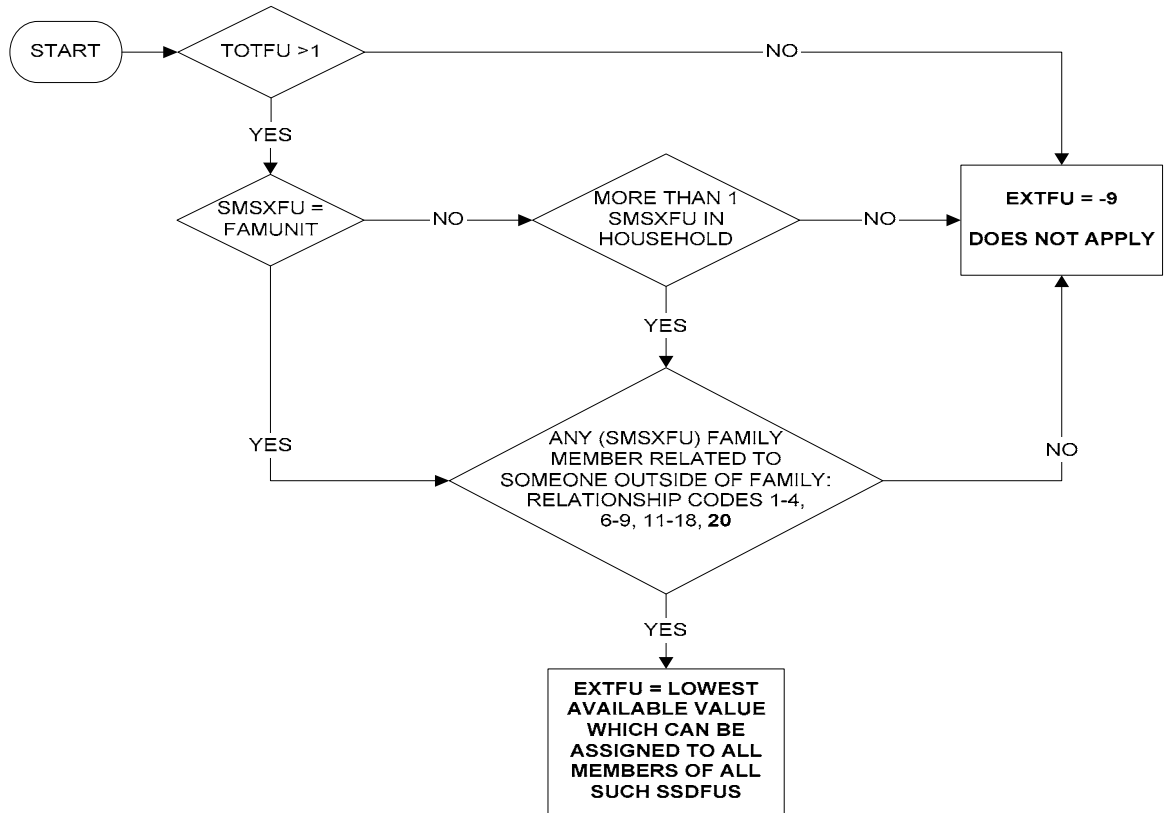 START
TOTFU >1
NO
YES
SMSXFU =
FAMUNIT
NO
MORE THAN 1
SMSXFU IN
HOUSEHOLD
NO
EXTFU = -9
DOES NOT APPLY
YES
YES
ANY (SMSXFU) FAMILY
MEMBER RELATED TO
SOMEONE OUTSIDE OF FAMILY:
RELATIONSHIP CODES 1-4,
6-9, 11-18, 20
NO
YES
EXTFU = LOWEST
AVAILABLE VALUE
WHICH CAN BE
ASSIGNED TO ALL
MEMBERS OF ALL
SUCH SSDFUS